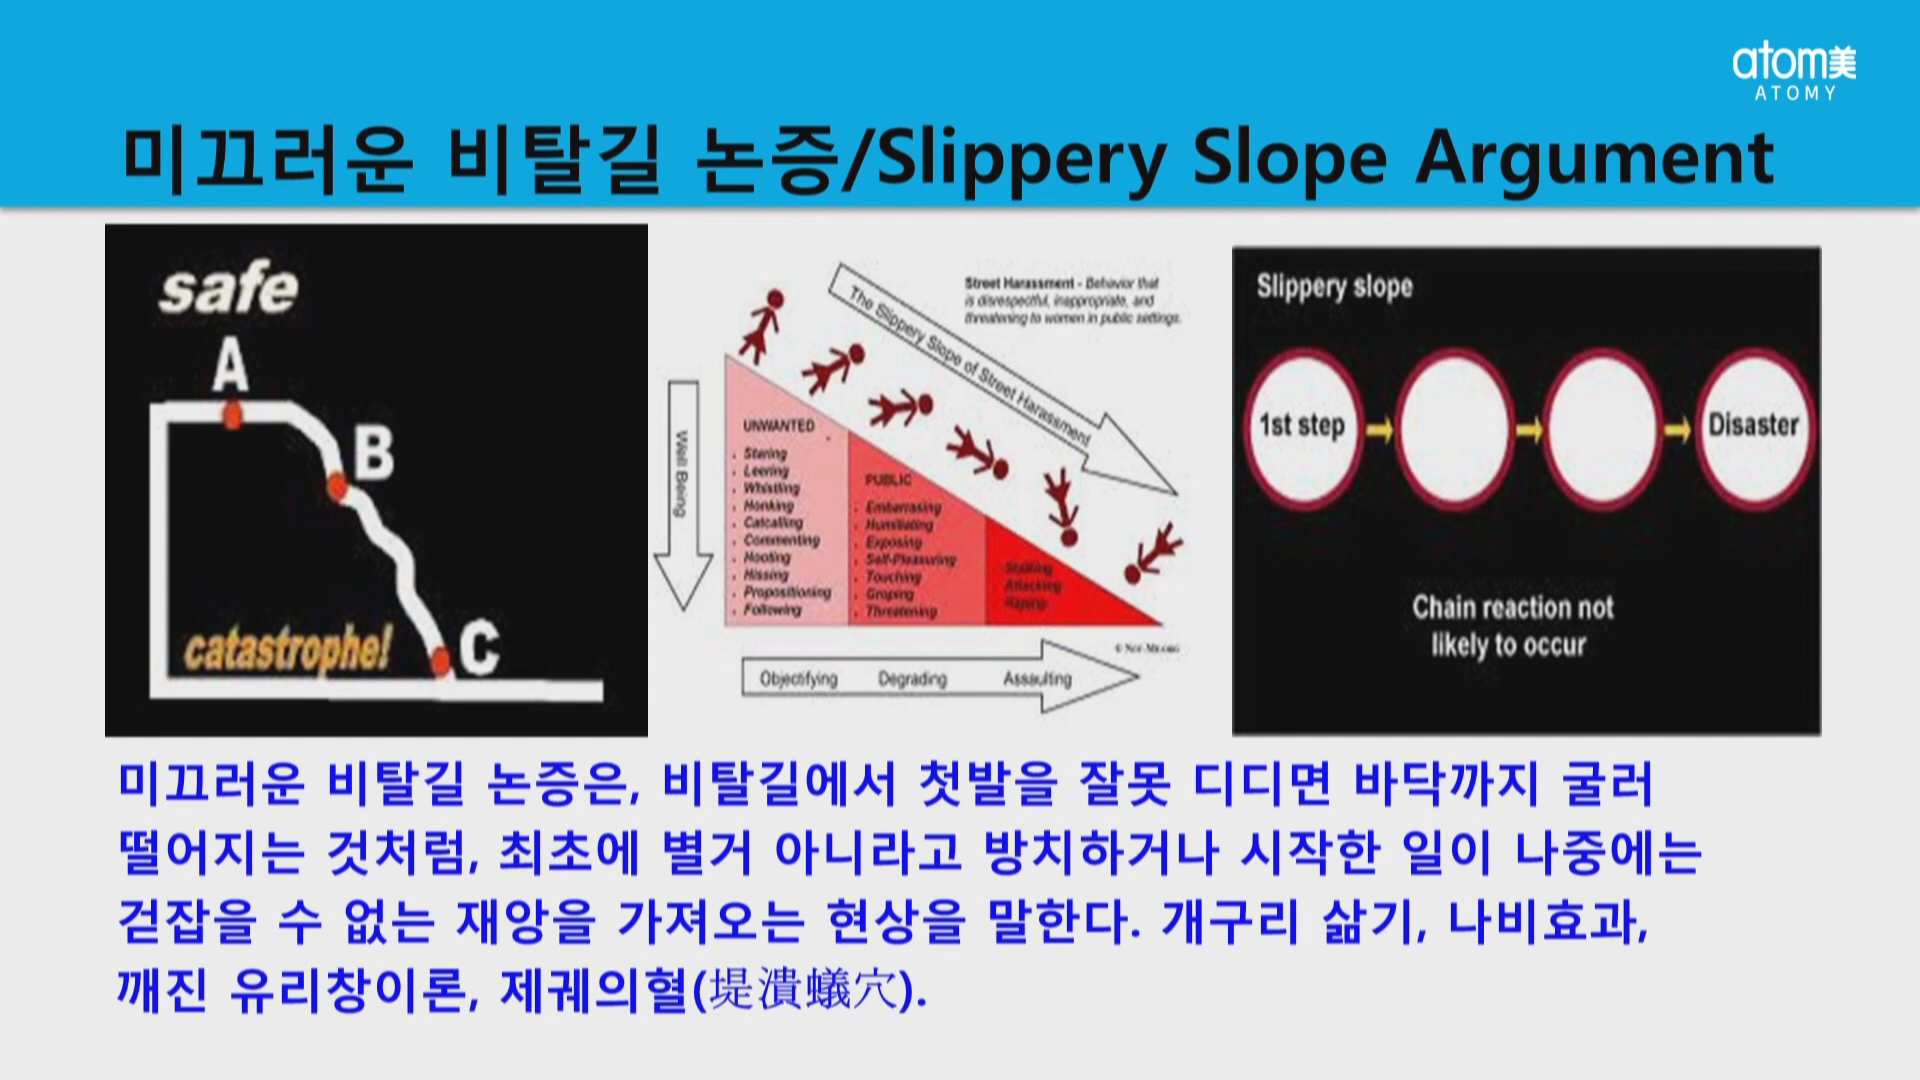 atom美
ATOMY
미끄러운 비탈길 논증/Slippery Slope Argument
safe
A
B
C
catastrophe!
The Slippery Slope of Street Harassment
Street Harassment - Behavior that
is disrespectful, inappropriate, and
threatening to women in public settings.
Well Being
UNWANTED
Staring
Leering
Whistling
Honking
Catcalling
Commenting
Hooting
Hissing
Propositioning
Following
PUBLIC
Embarrasing
Humiliating
Exposing
Self-Pleasuring
Touching
Groping
Threatening
Stalking
Attacking
Raping
Objectifying Degrading Assaulting
Slippery slope
1st step
Disaster
Chain reaction not
likely to occur
미끄러운 비탈길 논증은, 비탈길에서 첫발을 잘못 디디면 바닥까지 굴러
떨어지는 것처럼, 최초에 별거 아니라고 방치하거나 시작한 일이 나중에는
걷잡을 수 없는 재앙을 가져오는 현상을 말한다. 개구리 삶기, 나비효과,
깨진 유리창이론, 제궤의혈(堤潰蟻穴).